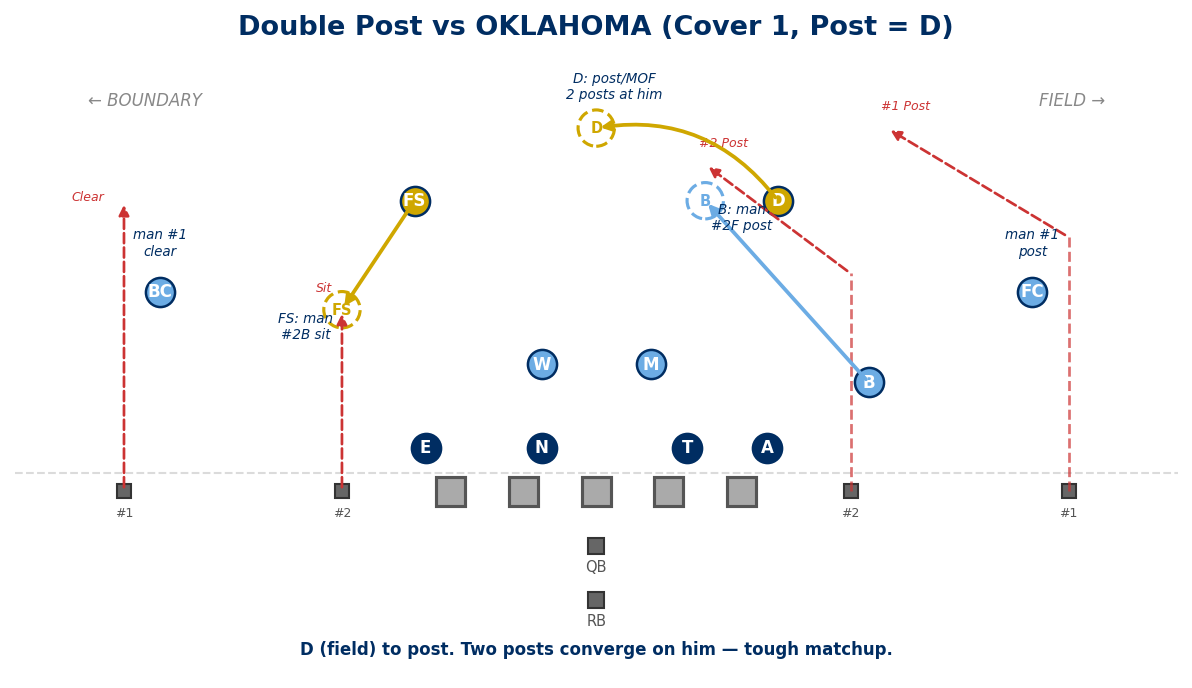 Double Post vs OKLAHOMA (Cover 1, Post = D)
D: post/MOF
2 posts at him
← BOUNDARY
FIELD →
#1 Post
D
#2 Post
Clear
FS
B
D
B: man
#2F post
man #1
clear
man #1
post
BC
FC
Sit
FS
FS: man
#2B sit
W
M
B
E
N
T
A
#1
#2
#2
#1
QB
RB
D (field) to post. Two posts converge on him — tough matchup.